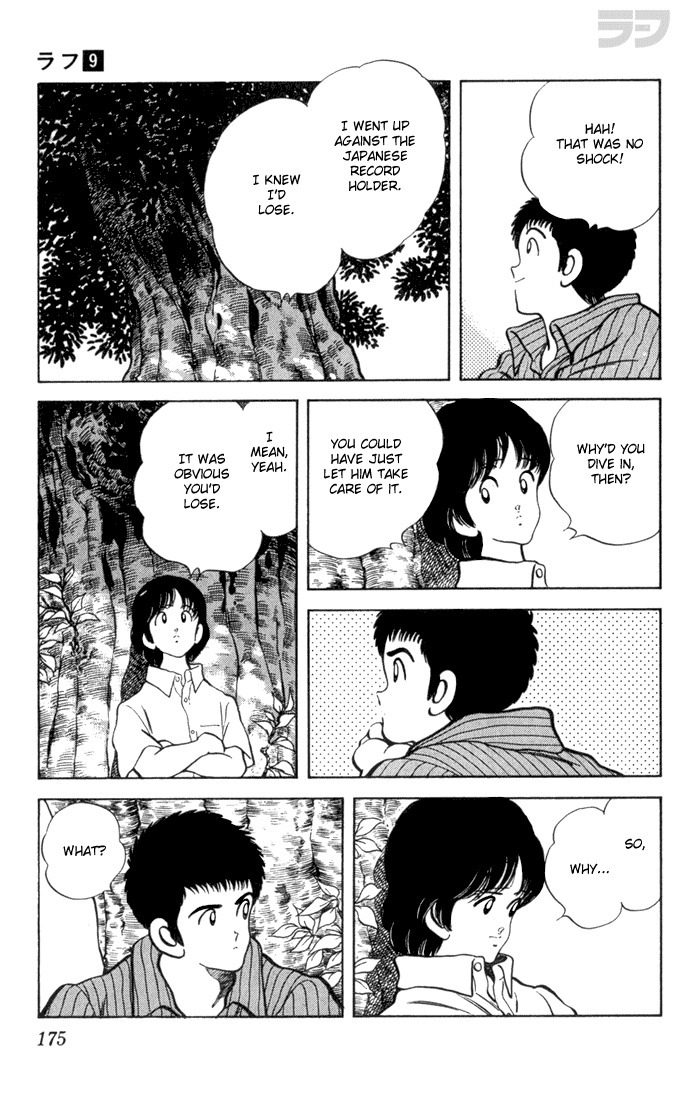 ラフ
ラフ 9
HAH!
THAT WAS NO
SHOCK!
I WENT UP
AGAINST THE
JAPANESE
RECORD
HOLDER.
I KNEW
I'D
LOSE.
WHY'D YOU
DIVE IN,
THEN?
YOU COULD
HAVE JUST
LET HIM TAKE
CARE OF IT.
I
MEAN,
YEAH.
IT WAS
OBVIOUS
YOU'D
LOSE.
SO,
WHY...
WHAT?
175